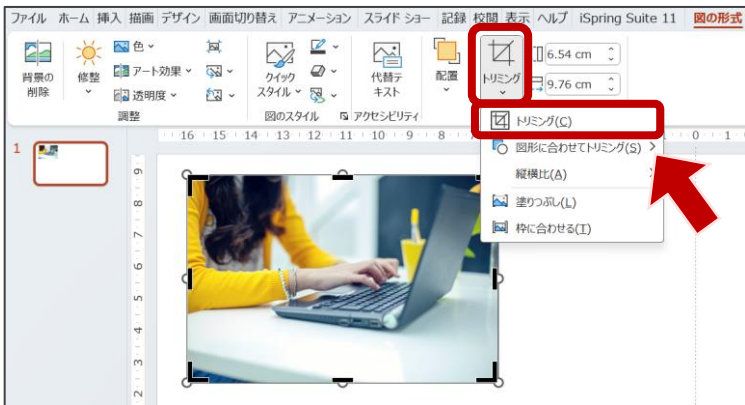 ファイル ホーム 挿入 描画 デザイン 画面切り替え アニメーション スライド ショー 記録 校閲 表示 ヘルプ iSpring Suite 11 図の形式
背景の
削除
修整
色
アート効果
透明度
調整
クイック
スタイル
図のスタイル
代替テ
キスト
アクセシビリティ
配置
トリミング
6.54 cm
9.76 cm
トリミング(C)
図形に合わせてトリミング(S)
縦横比(A)
塗りつぶし(L)
枠に合わせる(I)
16 15 14 13 12 11 10 9 8 0 1
1
9
8
7
6
5
4
3
2